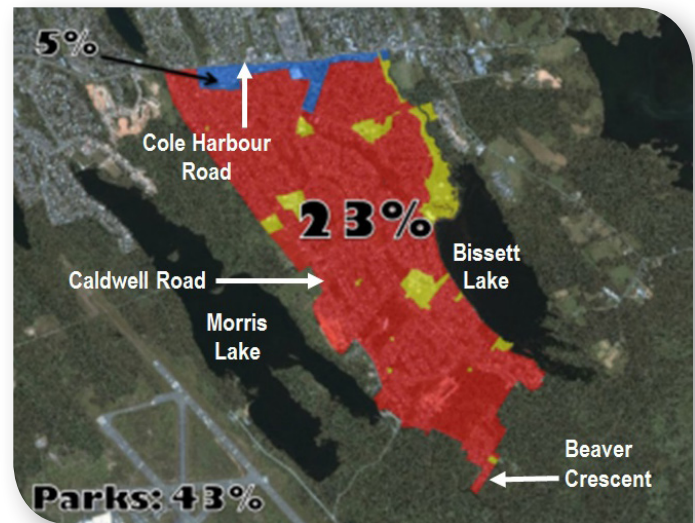 5%
Cole Harbour
Road
23%
Bissett
Lake
Caldwell Road
Morris
Lake
Beaver
Crescent
Parks: 43%